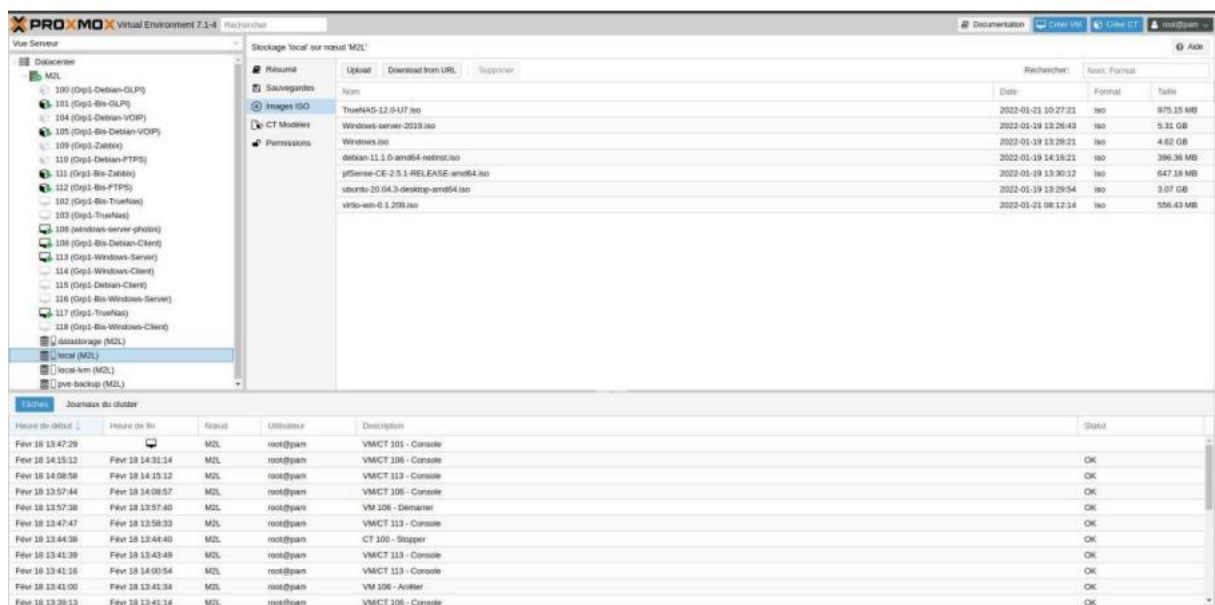 PROXMOX Virtual Environment 7.1-4 Rechercher Documentation Créer VM Créer CT root@pam
Vue Serveur
Datacenter
M2L
100 (Grp1-Debian-GLPI)
101 (Grp1-Bis-GLPI)
104 (Grp1-Debian-VOIP)
105 (Grp1-Bis-Debian-VOIP)
109 (Grp1-Zabbix)
110 (Grp1-Debian-FTPS)
111 (Grp1-Bis-Zabbix)
112 (Grp1-Bis-FTPS)
102 (Grp1-Bis-TrueNas)
103 (Grp1-TrueNas)
106 (windows-server-photos)
108 (Grp1-Bis-Debian-Client)
113 (Grp1-Windows-Server)
114 (Grp1-Windows-Client)
115 (Grp1-Debian-Client)
116 (Grp1-Bis-Windows-Server)
117 (Grp1-TrueNas)
118 (Grp1-Bis-Windows-Client)
datastorage (M2L)
local (M2L)
local-lvm (M2L)
pve-backup (M2L)
Stockage 'local' sur nœud 'M2L' Aide
Résumé
Sauvegardes
Images ISO
CT Modèles
Permissions
Upload Download from URL Supprimer Rechercher: Nom, Format
Nom Date Format Taille
TrueNAS-12.0-U7.iso 2022-01-21 10:27:21 iso 975.15 MB
Windows-server-2019.iso 2022-01-19 13:26:43 iso 5.31 GB
Windows.iso 2022-01-19 13:28:21 iso 4.62 GB
debian-11.1.0-amd64-netinst.iso 2022-01-19 14:16:21 iso 396.36 MB
pfSense-CE-2.5.1-RELEASE-amd64.iso 2022-01-19 13:30:12 iso 647.18 MB
ubuntu-20.04.3-desktop-amd64.iso 2022-01-19 13:29:54 iso 3.07 GB
virtio-win-0.1.208.iso 2022-01-21 08:12:14 iso 556.43 MB
Tâches Journaux du cluster
Heure de début ↓ Heure de fin Nœud Utilisateur Description Statut
Févr 18 13:47:29 M2L root@pam VM/CT 101 - Console
Févr 18 14:15:12 Févr 18 14:31:14 M2L root@pam VM/CT 106 - Console OK
Févr 18 14:08:58 Févr 18 14:15:12 M2L root@pam VM/CT 113 - Console OK
Févr 18 13:57:44 Févr 18 14:08:57 M2L root@pam VM/CT 106 - Console OK
Févr 18 13:57:38 Févr 18 13:57:40 M2L root@pam VM 106 - Démarrer OK
Févr 18 13:47:47 Févr 18 13:58:33 M2L root@pam VM/CT 113 - Console OK
Févr 18 13:44:38 Févr 18 13:44:40 M2L root@pam CT 100 - Stopper OK
Févr 18 13:41:39 Févr 18 13:43:49 M2L root@pam VM/CT 113 - Console OK
Févr 18 13:41:16 Févr 18 14:00:54 M2L root@pam VM/CT 113 - Console OK
Févr 18 13:41:00 Févr 18 13:41:34 M2L root@pam VM 106 - Arrêter OK
Févr 18 13:39:13 Févr 18 13:41:14 M2L root@pam VM/CT 106 - Console OK